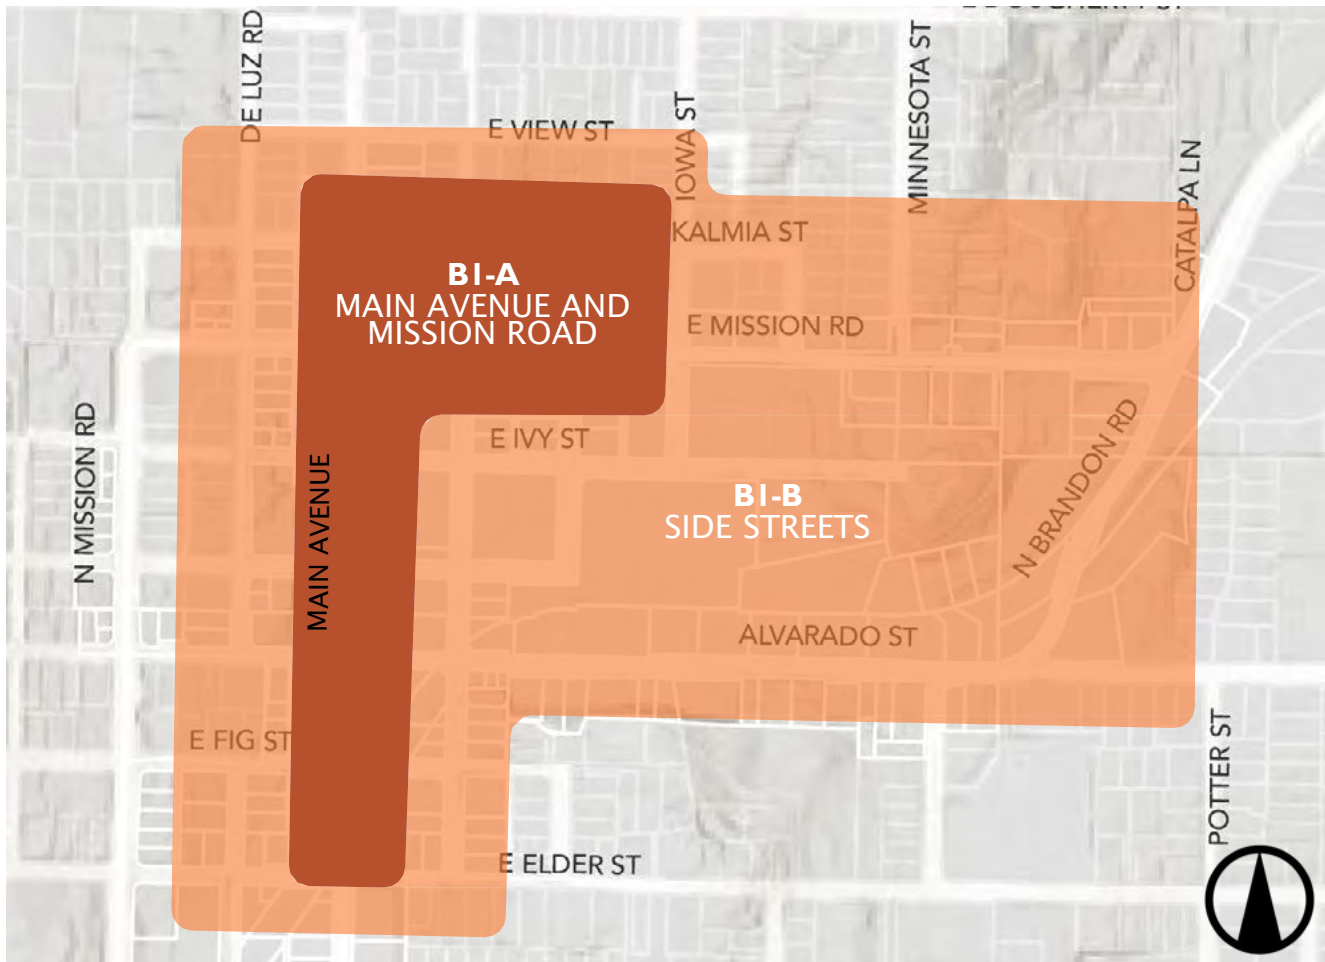 DE LUZ RD
E VIEW ST
IOWA ST
MINNESOTA ST
CATALPA LN
KALMIA ST
B1-A
MAIN AVENUE AND
MISSION ROAD
E MISSION RD
N MISSION RD
MAIN AVENUE
E IVY ST
B1-B
SIDE STREETS
N BRANDON RD
ALVARADO ST
E FIG ST
POTTER ST
E ELDER ST